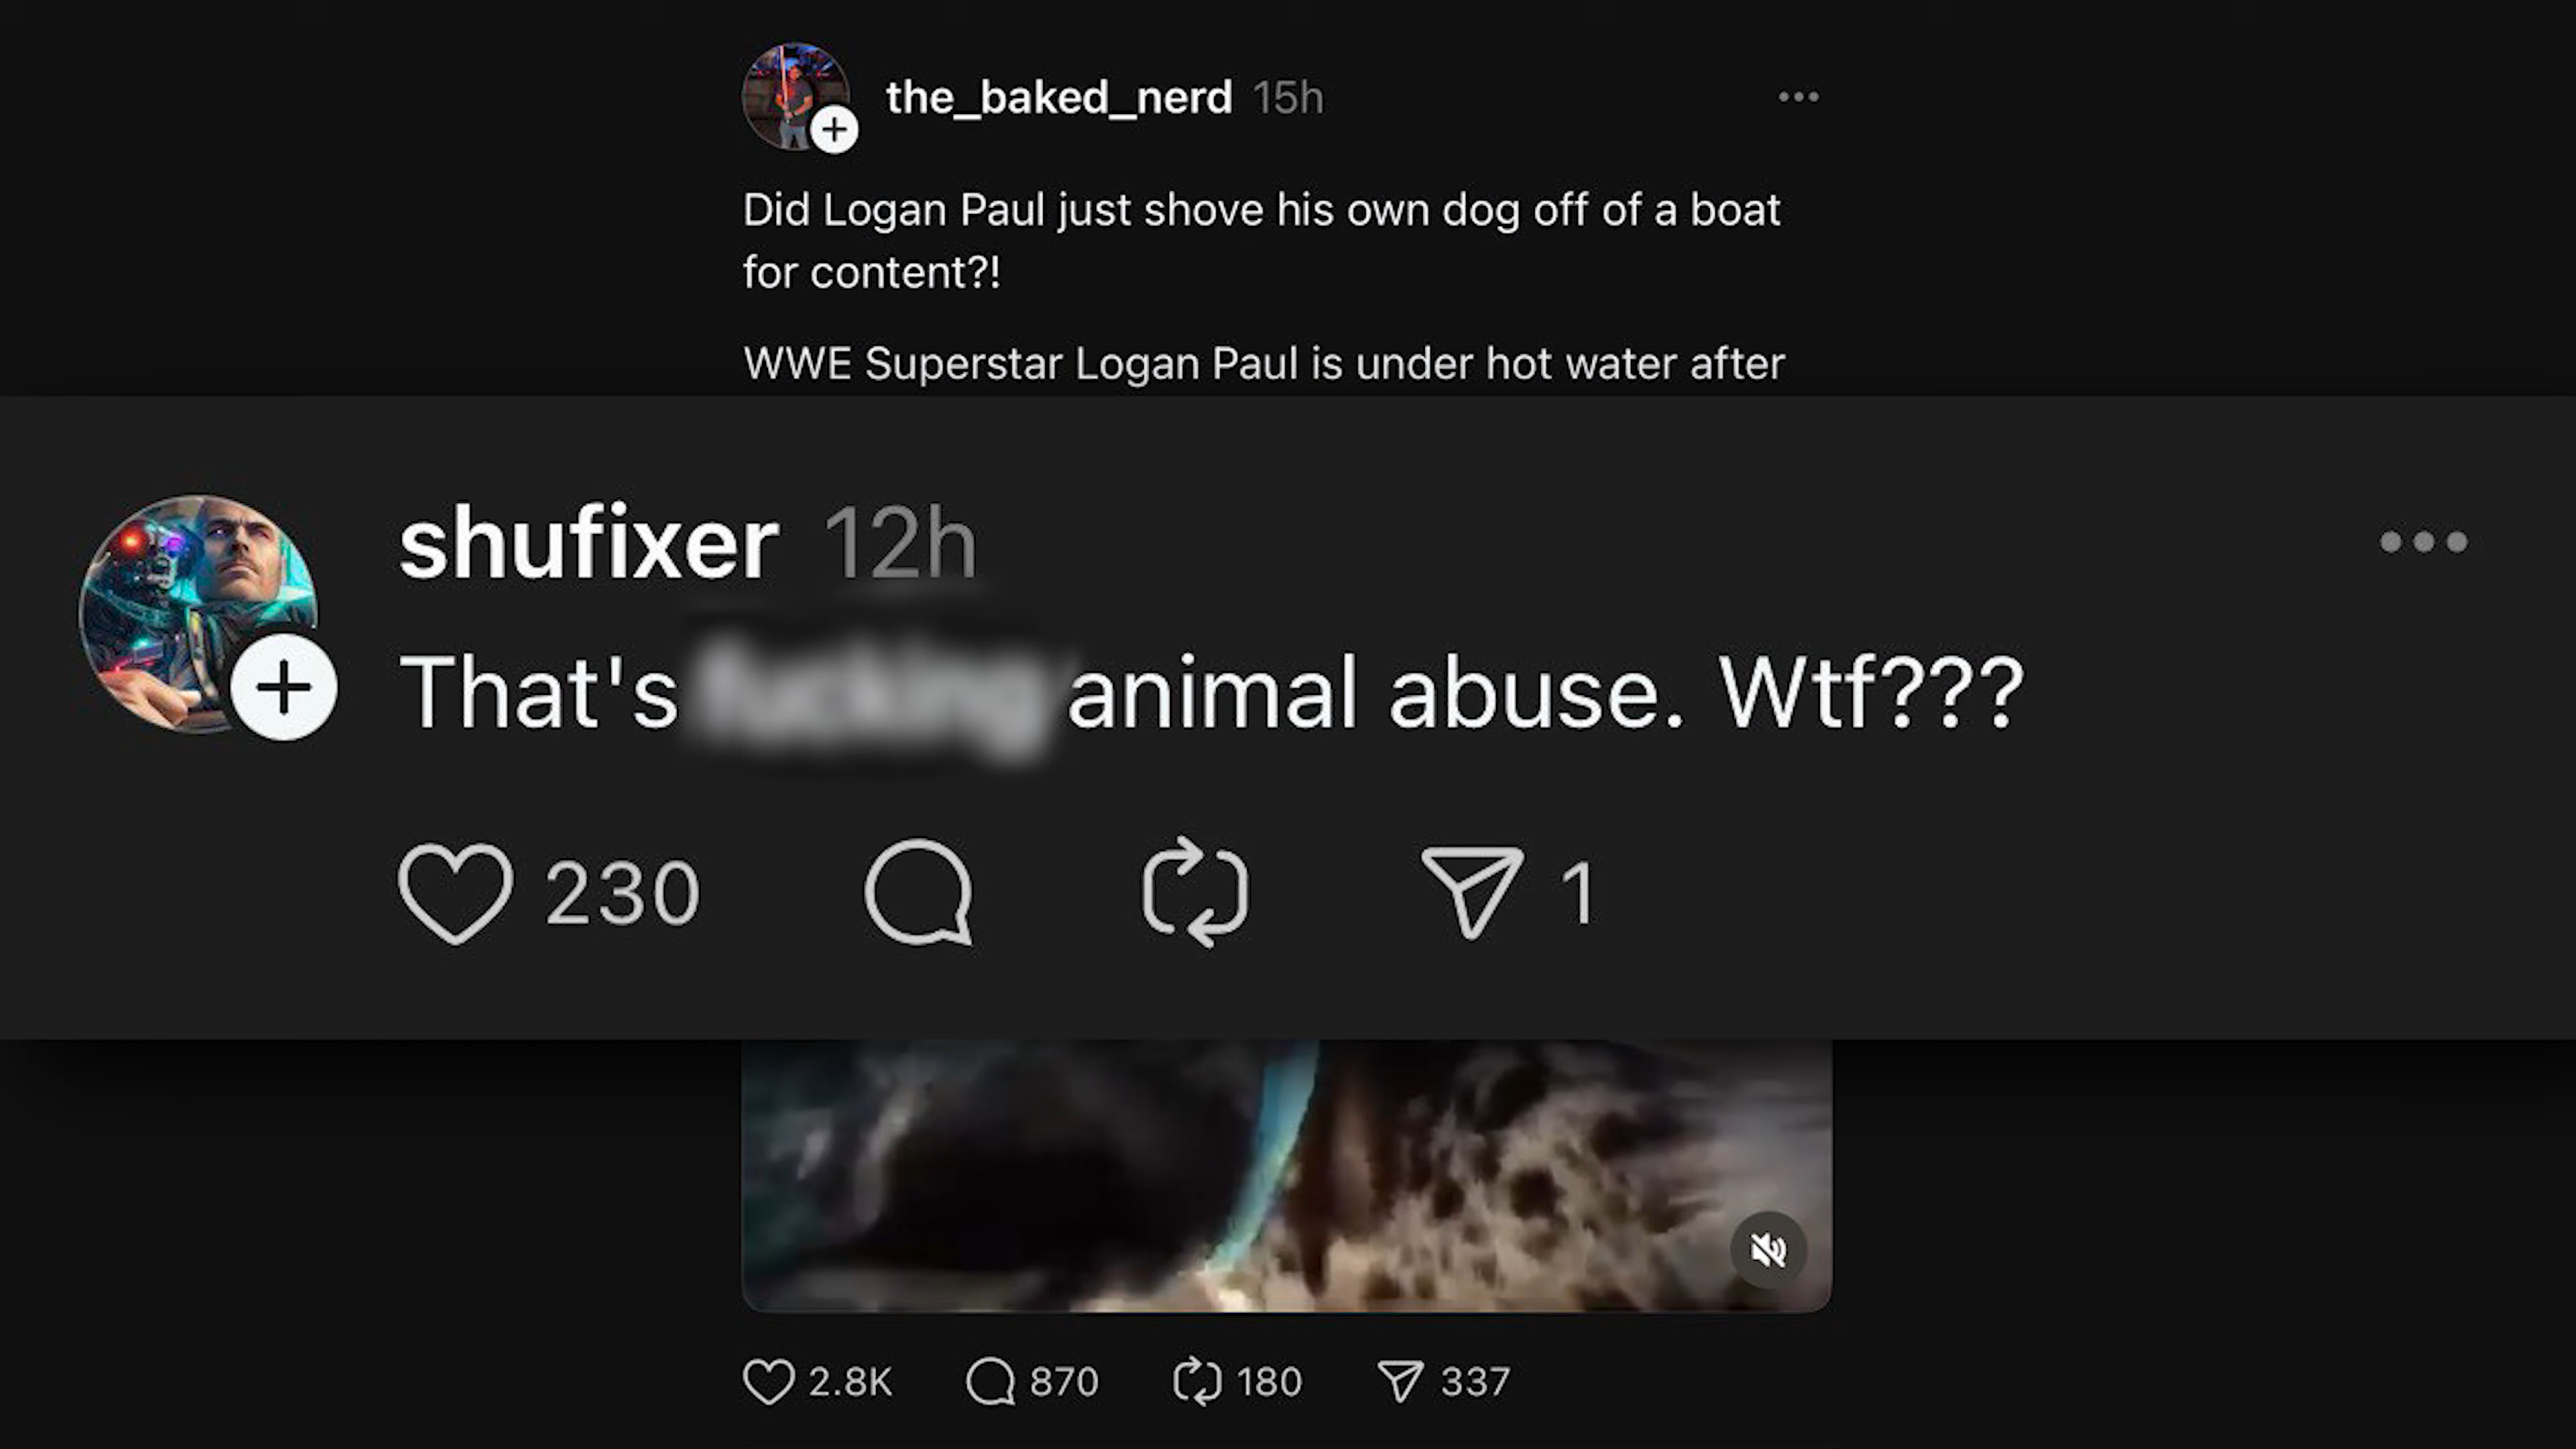 the_baked_nerd 15h
Did Logan Paul just shove his own dog off of a boat
for content?!
WWE Superstar Logan Paul is under hot water after
shufixer 12h
That's fucking animal abuse. Wtf???
230 1
2.8K 870 180 337